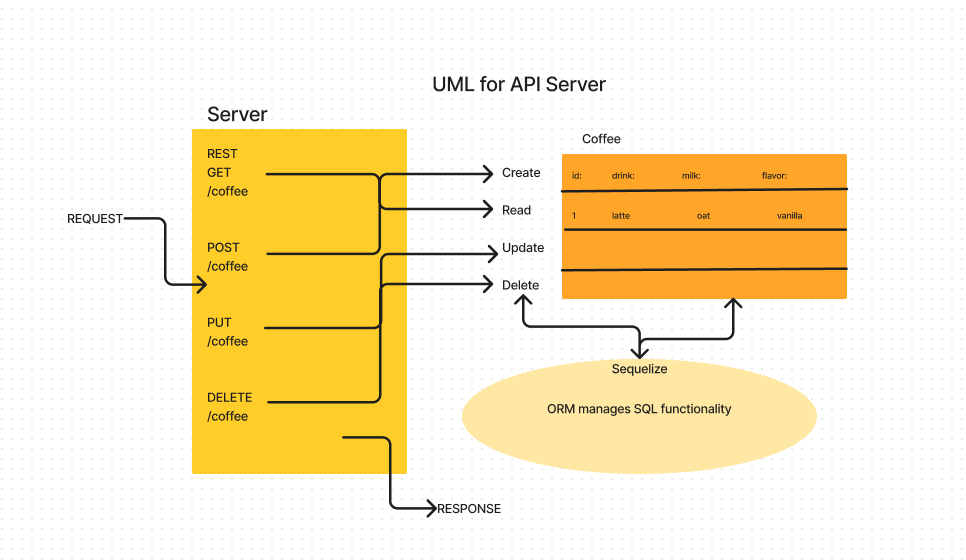 UML for API Server
Server
REST
GET
/coffee
POST
/coffee
PUT
/coffee
DELETE
/coffee
REQUEST
RESPONSE
Create
Read
Update
Delete
Coffee
id: drink: milk: flavor:
1 latte oat vanilla
Sequelize
ORM manages SQL functionality